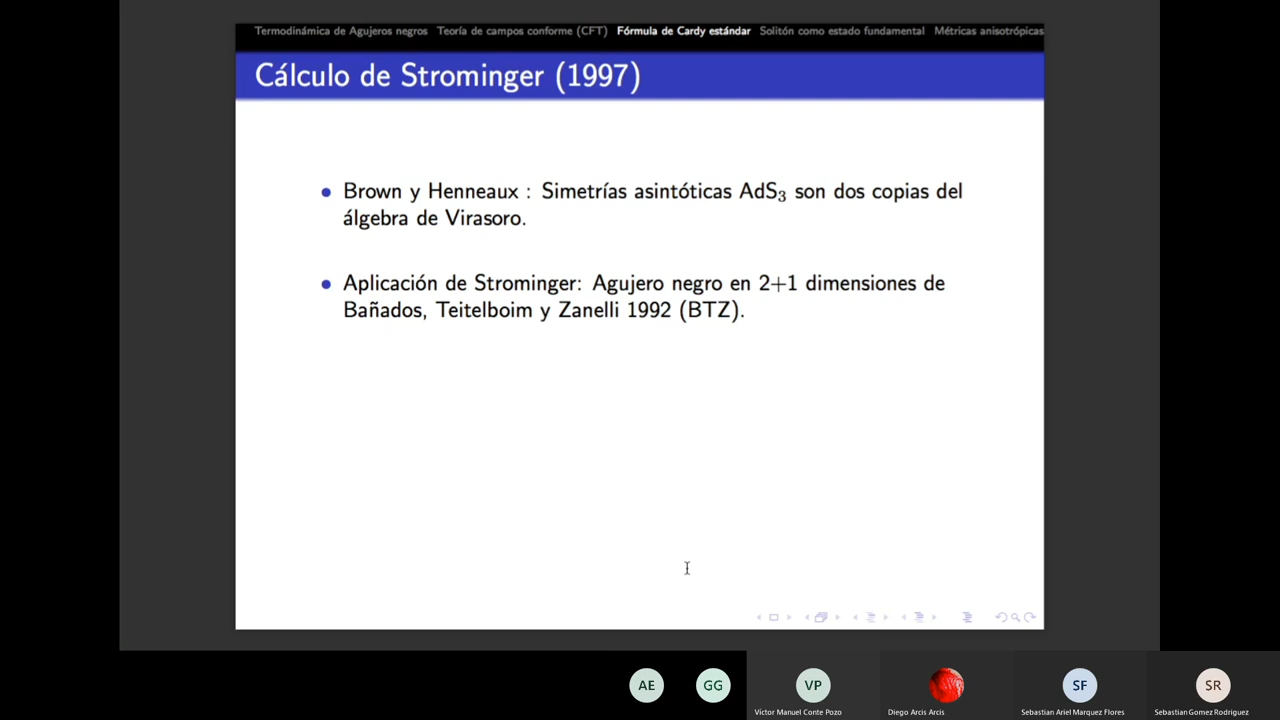 Termodinámica de Agujeros negros Teoría de campos conforme (CFT) Fórmula de Cardy estándar Solitón como estado fundamental Métricas anisotrópicas
Cálculo de Strominger (1997)
• Brown y Henneaux : Simetrías asintóticas AdS₃ son dos copias del
álgebra de Virasoro.
• Aplicación de Strominger: Agujero negro en 2+1 dimensiones de
Bañados, Teitelboim y Zanelli 1992 (BTZ).
AE GG VP SF SR
Víctor Manuel Conte Pozo Diego Arcis Arcis Sebastian Ariel Marquez Flores Sebastian Gomez Rodriguez